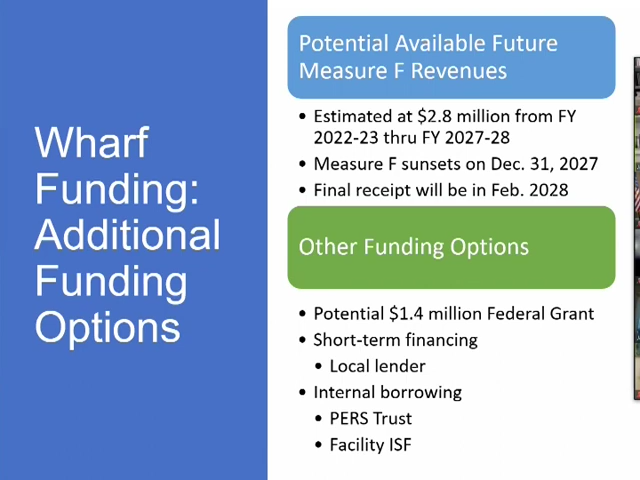 Wharf
Funding:
Additional
Funding
Options
Potential Available Future
Measure F Revenues
• Estimated at $2.8 million from FY
2022-23 thru FY 2027-28
• Measure F sunsets on Dec. 31, 2027
• Final receipt will be in Feb. 2028
Other Funding Options
• Potential $1.4 million Federal Grant
• Short-term financing
• Local lender
• Internal borrowing
• PERS Trust
• Facility ISF